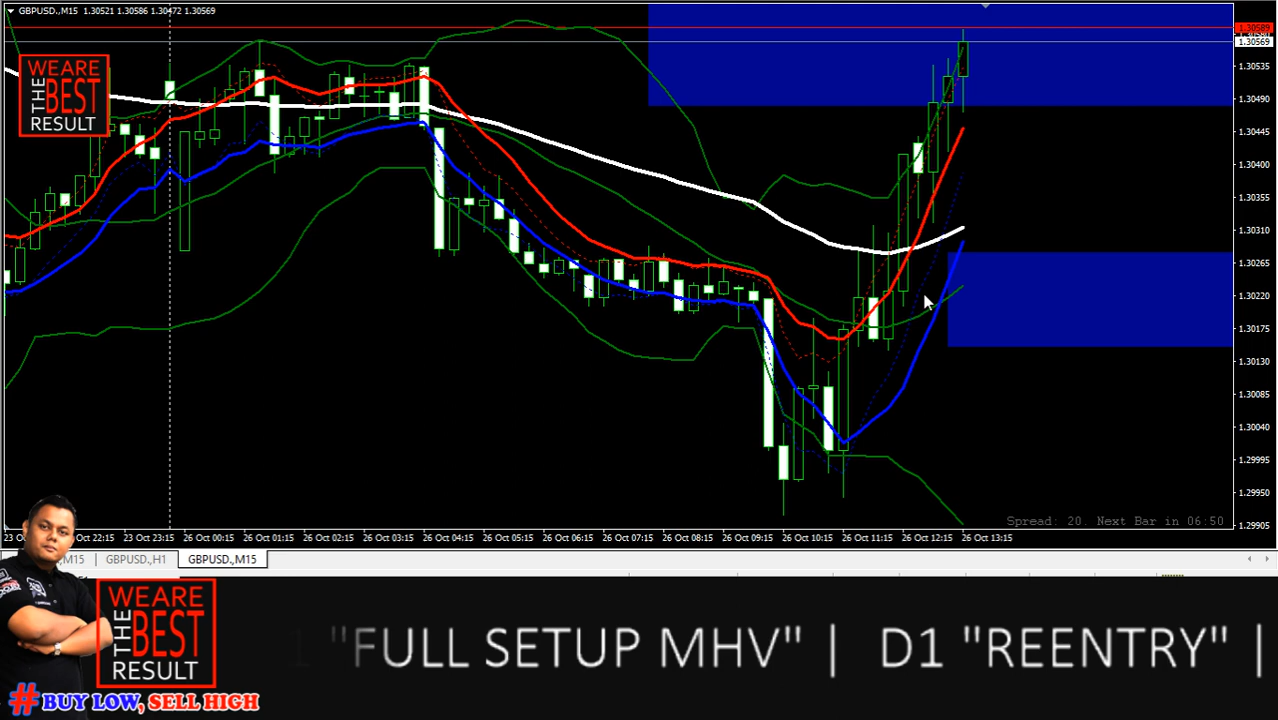 GBPUSD.,M15 1.30521 1.30586 1.30472 1.30569
WE ARE
THE
BEST
RESULT
1.30589
1.30569
1.30535
1.30490
1.30445
1.30400
1.30355
1.30310
1.30265
1.30220
1.30175
1.30130
1.30085
1.30040
1.29995
1.29950
1.29905
Spread: 20. Next Bar in 06:50
22:15
23 Oct 23:15
26 Oct 00:15
26 Oct 01:15
26 Oct 02:15
26 Oct 03:15
26 Oct 04:15
26 Oct 05:15
26 Oct 06:15
26 Oct 07:15
26 Oct 08:15
26 Oct 09:15
26 Oct 10:15
26 Oct 11:15
26 Oct 12:15
26 Oct 13:15
,M15
GBPUSD.,H1
GBPUSD.,M15
WE ARE
THE
BEST
RESULT
"FULL SETUP MHV" | D1 "REENTRY" |
#BUY LOW, SELL HIGH